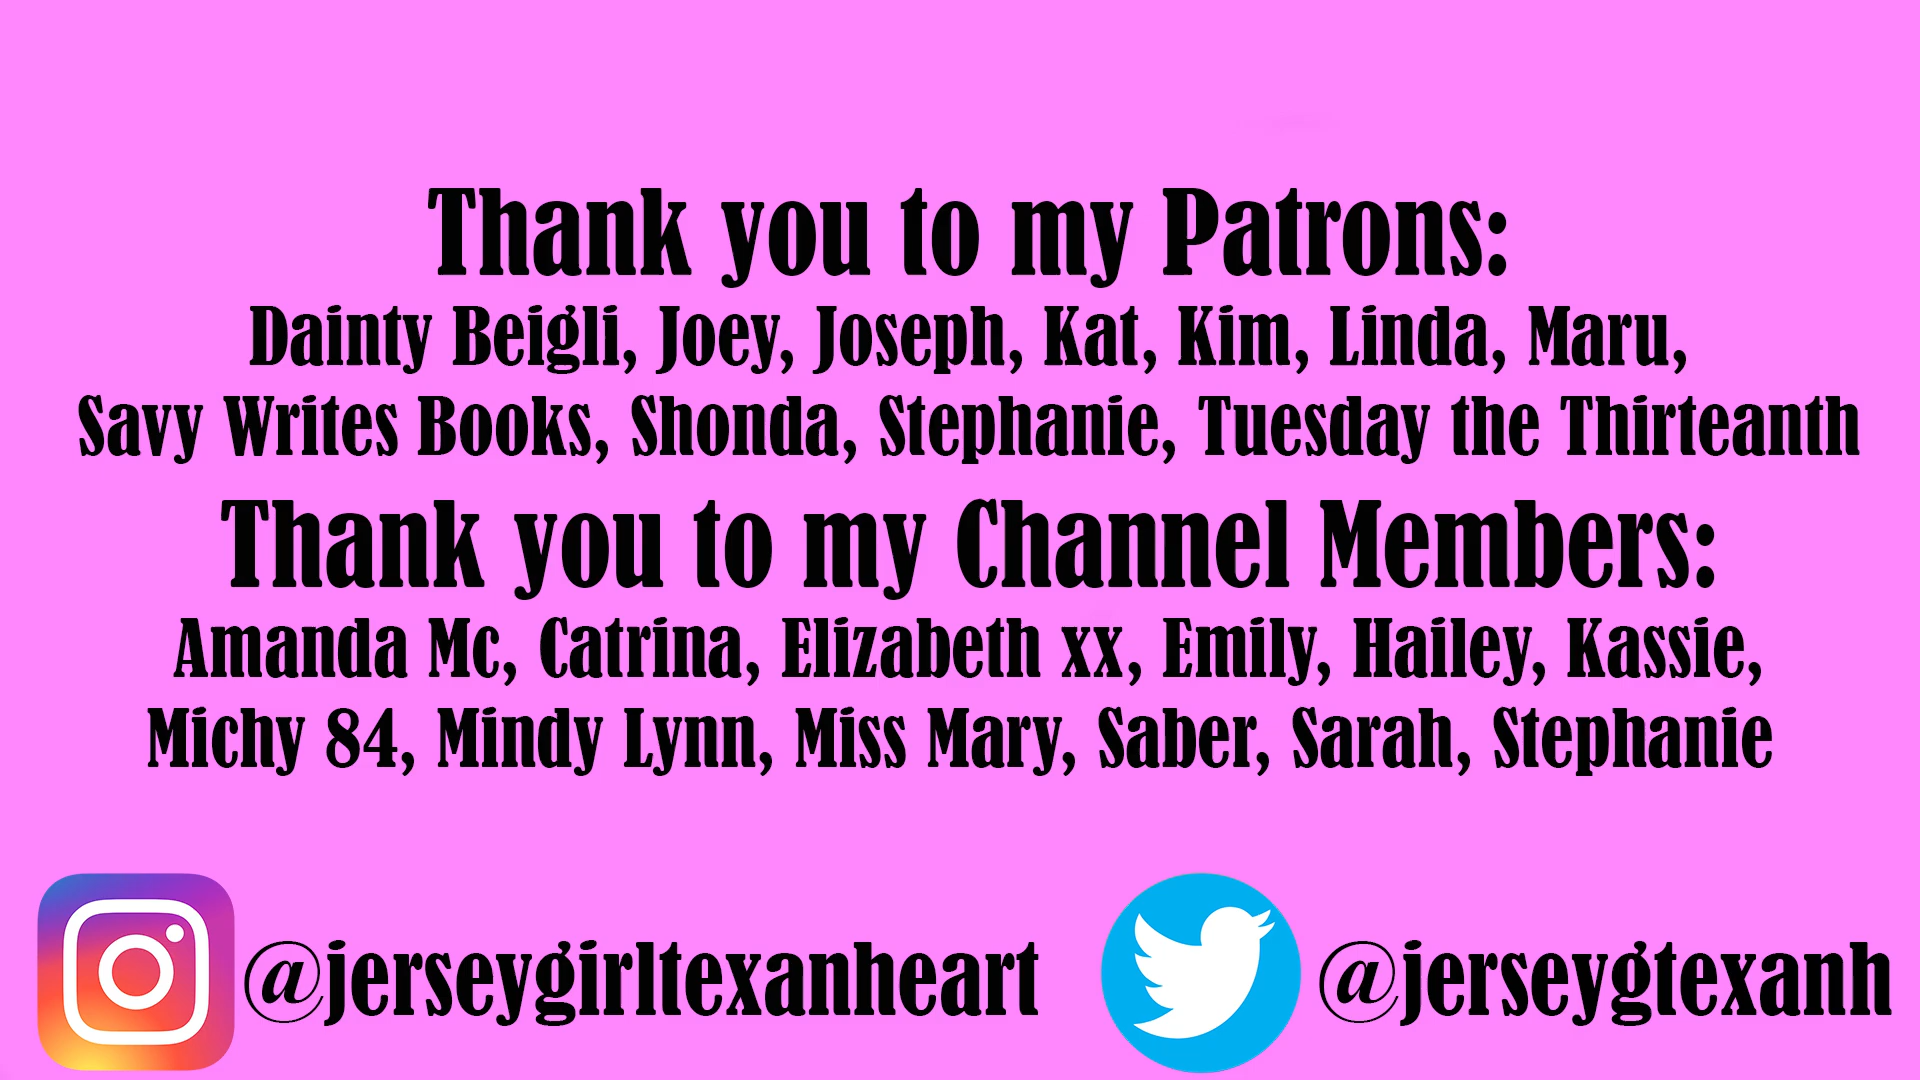 Thank you to my Patrons:
Dainty Beigli, Joey, Joseph, Kat, Kim, Linda, Maru,
Savy Writes Books, Shonda, Stephanie, Tuesday the Thirteanth
Thank you to my Channel Members:
Amanda Mc, Catrina, Elizabeth xx, Emily, Hailey, Kassie,
Michy 84, Mindy Lynn, Miss Mary, Saber, Sarah, Stephanie
@jerseygirltexanheart
@jerseygtexanh